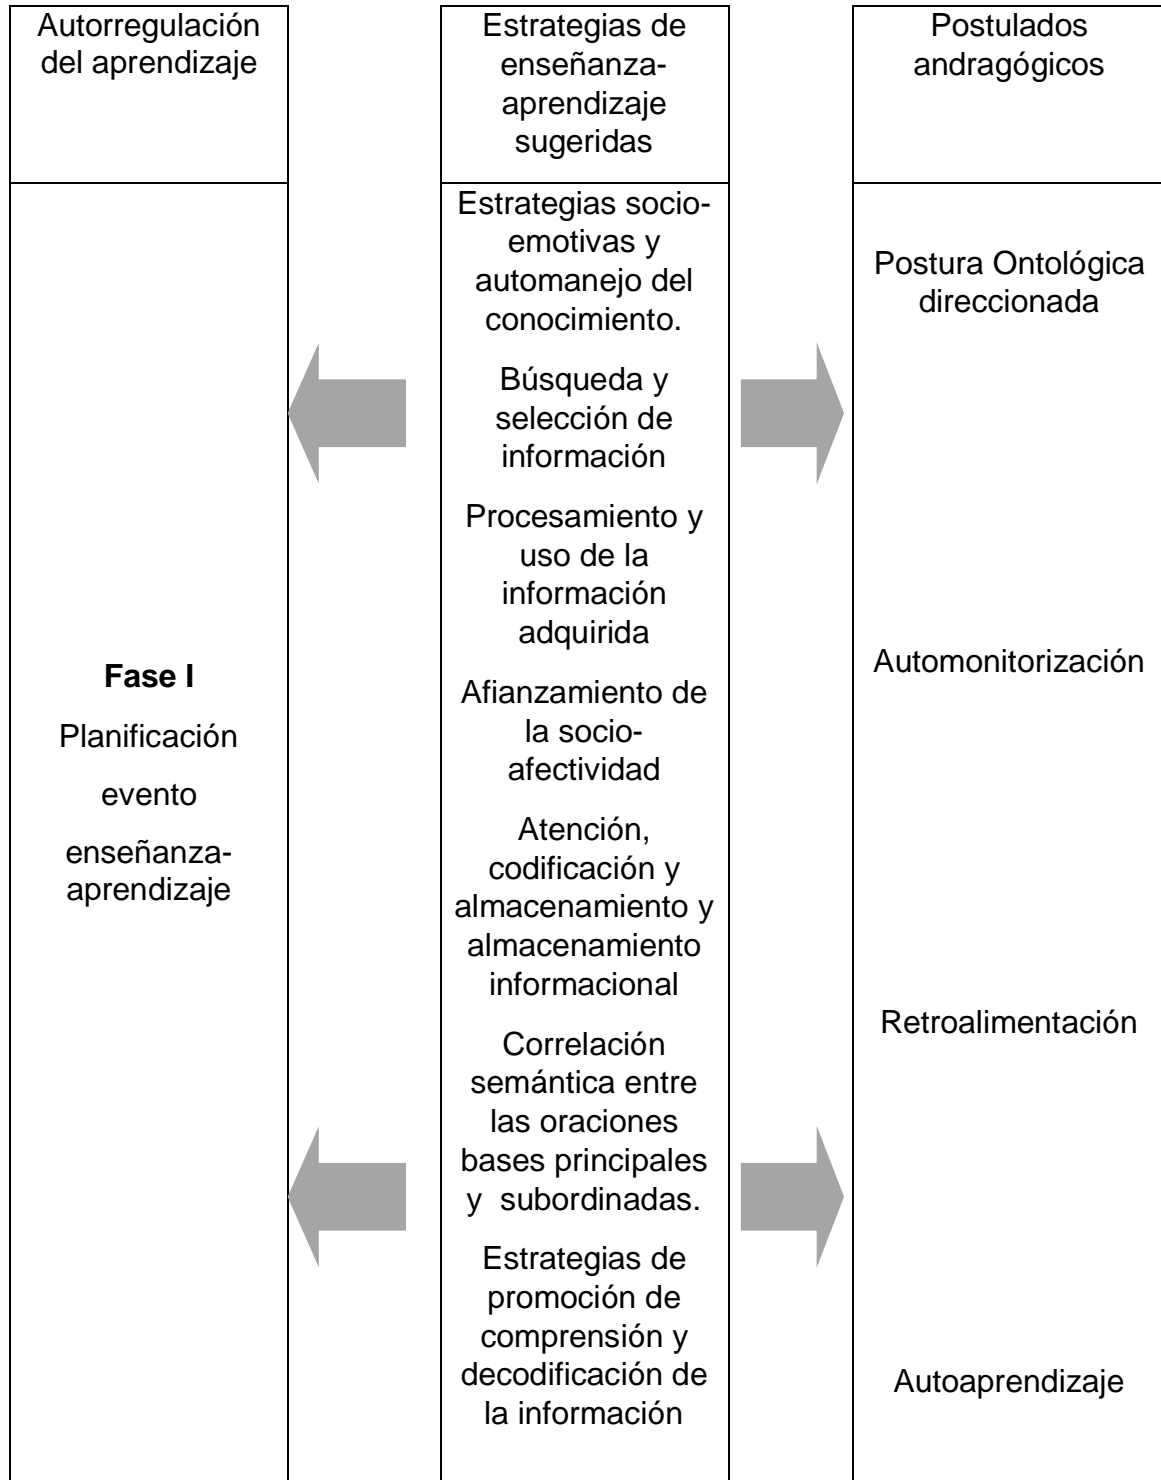 Autorregulación
del aprendizaje
Estrategias de
enseñanza-
aprendizaje
sugeridas
Postulados
andragógicos
Fase I
Planificación
evento
enseñanza-
aprendizaje
Estrategias socio-
emotivas y
automanejo del
conocimiento.
Búsqueda y
selección de
información
Procesamiento y
uso de la
información
adquirida
Afianzamiento de
la socio-
afectividad
Atención,
codificación y
almacenamiento y
almacenamiento
informacional
Correlación
semántica entre
las oraciones
bases principales
y  subordinadas.
Estrategias de
promoción de
comprensión y
decodificación de
la información
Postura Ontológica
direccionada
Automonitorización
Retroalimentación
Autoaprendizaje